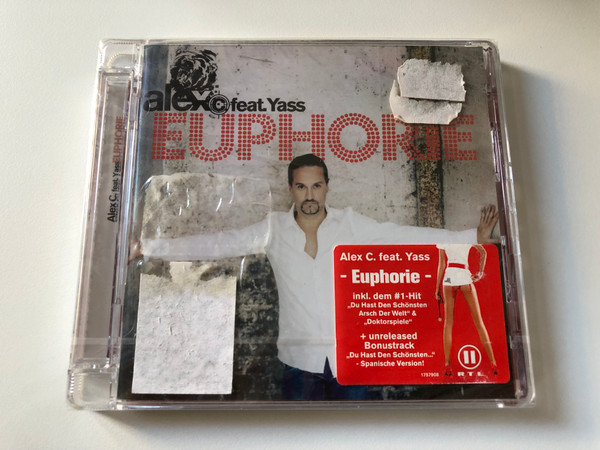 Alex C. feat. Yass EUPHORIE
alex C feat. Yass
EUPHORIE
Alex C. feat. Yass
- Euphorie -
inkl. dem #1-Hit
„Du Hast Den Schönsten
Arsch Der Welt“ &
„Doktorspiele“
+ unreleased
Bonustrack
„Du Hast Den Schönsten...“
- Spanische Version!
1797808
RTL